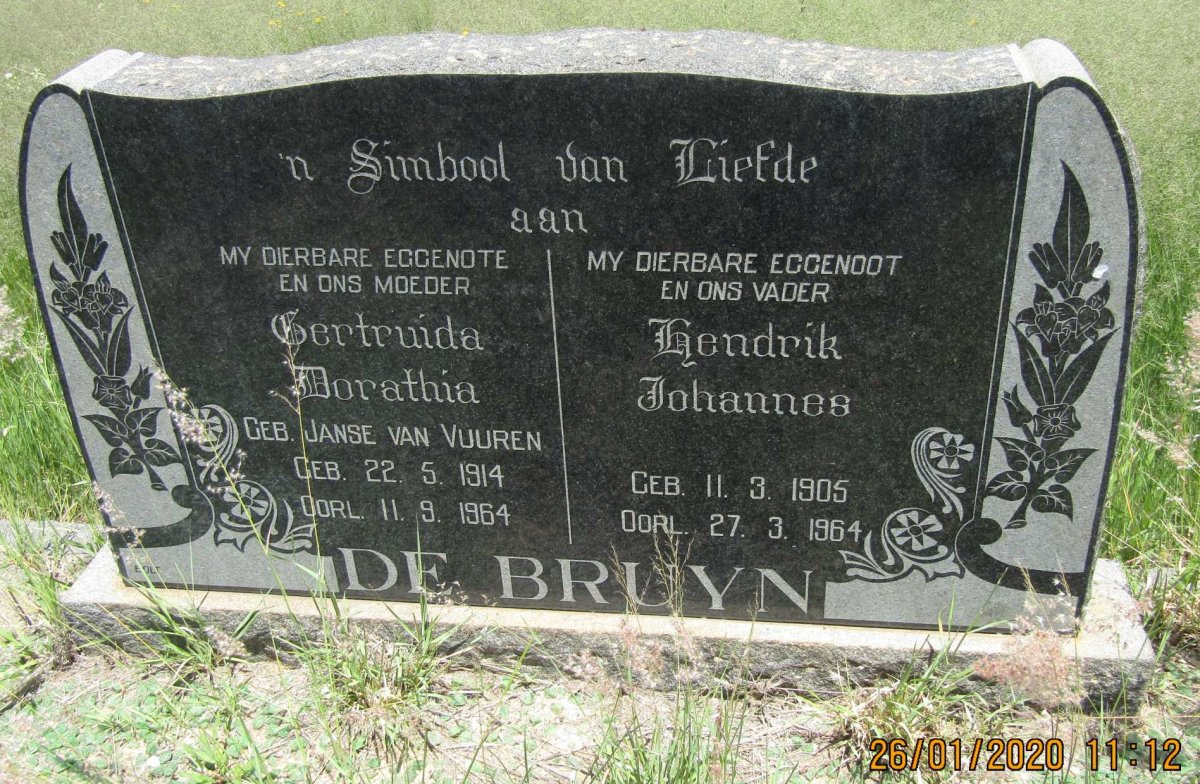 'n Simbool van Liefde
aan
MY DIERBARE EGGENOTE
EN ONS MOEDER
Gertruida
Dorathia
GEB. JANSE VAN VUUREN
GEB. 22. 5. 1914
OORL. 11. 9. 1964
MY DIERBARE EGGENOOT
EN ONS VADER
Hendrik
Johannes
GEB. 11. 3. 1905
OORL. 27. 3. 1964
DE BRUYN
26/01/2020 11:12